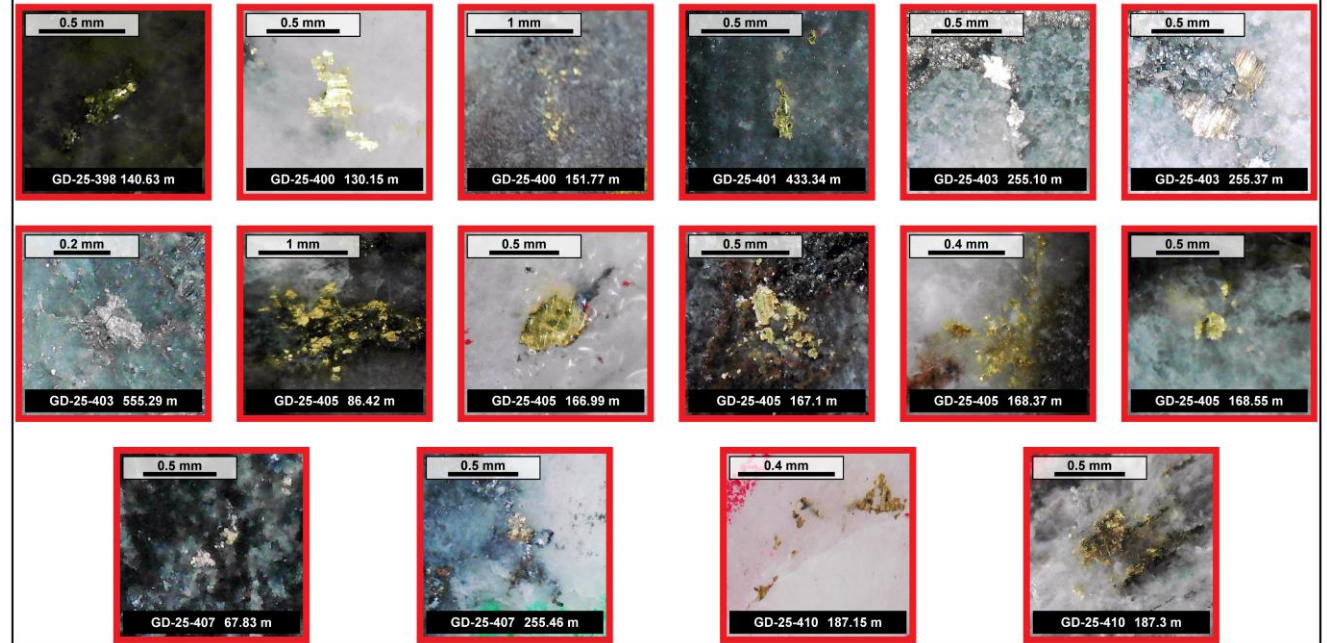 0.5 mm
GD-25-398 140.63 m
0.5 mm
GD-25-400 130.15 m
1 mm
GD-25-400 151.77 m
0.5 mm
GD-25-401 433.34 m
0.5 mm
GD-25-403 255.10 m
0.5 mm
GD-25-403 255.37 m
0.2 mm
GD-25-403 555.29 m
1 mm
GD-25-405 86.42 m
0.5 mm
GD-25-405 166.99 m
0.5 mm
GD-25-405 167.1 m
0.4 mm
GD-25-405 168.37 m
0.5 mm
GD-25-405 168.55 m
0.5 mm
GD-25-407 67.83 m
0.5 mm
GD-25-407 255.46 m
0.4 mm
GD-25-410 187.15 m
0.5 mm
GD-25-410 187.3 m